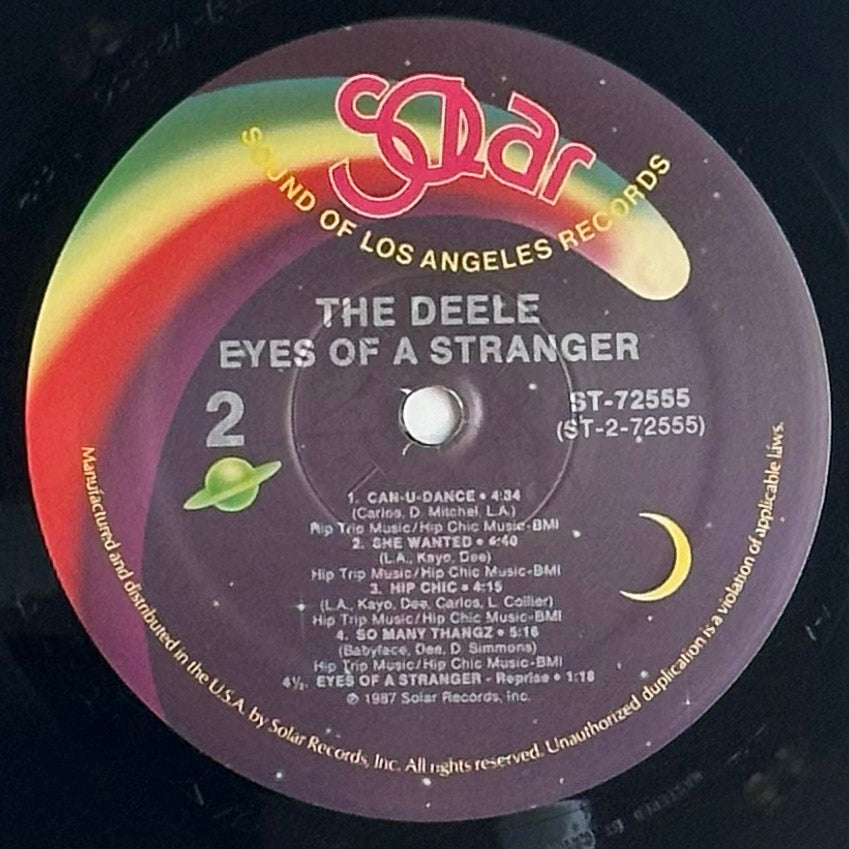 Solar
SOUND OF LOS ANGELES RECORDS
THE DEELE
EYES OF A STRANGER
2
ST-72555
(ST-2-72555)
1. CAN-U-DANCE • 4:34
(Carlos, D. Mitchel, L.A.)
Hip Trip Music/Hip Chic Music-BMI
2. SHE WANTED • 4:40
(L.A., Kayo, Dee)
Hip Trip Music/Hip Chic Music-BMI
3. HIP CHIC • 4:15
(L.A., Kayo, Dee, Carlos, L. Collier)
Hip Trip Music/Hip Chic Music-BMI
4. SO MANY THANGZ • 5:16
(Babyface, Dee, D. Simmons)
Hip Trip Music/Hip Chic Music-BMI
4½. EYES OF A STRANGER - Reprise • 1:18
℗ 1987 Solar Records, Inc.
Manufactured and distributed in the U.S.A. by Solar Records, Inc. All rights reserved. Unauthorized duplication is a violation of applicable laws.